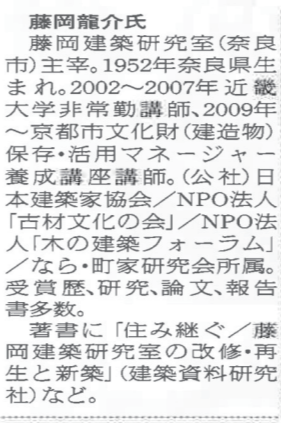 藤岡龍介氏
藤岡建築研究室(奈良
市)主宰。1952年奈良県生
まれ。2002〜2007年近畿
大学非常勤講師、2009年
〜京都市文化財(建造物)
保存・活用マネージャー
養成講座講師。(公社)日
本建築家協会／NPO法人
「古材文化の会」／NPO法
人「木の建築フォーラム」
／なら・町家研究会所属。
受賞歴、研究、論文、報告
書多数。
著書に「住み継ぐ／藤
岡建築研究室の改修・再
生と新築」(建築資料研究
社)など。